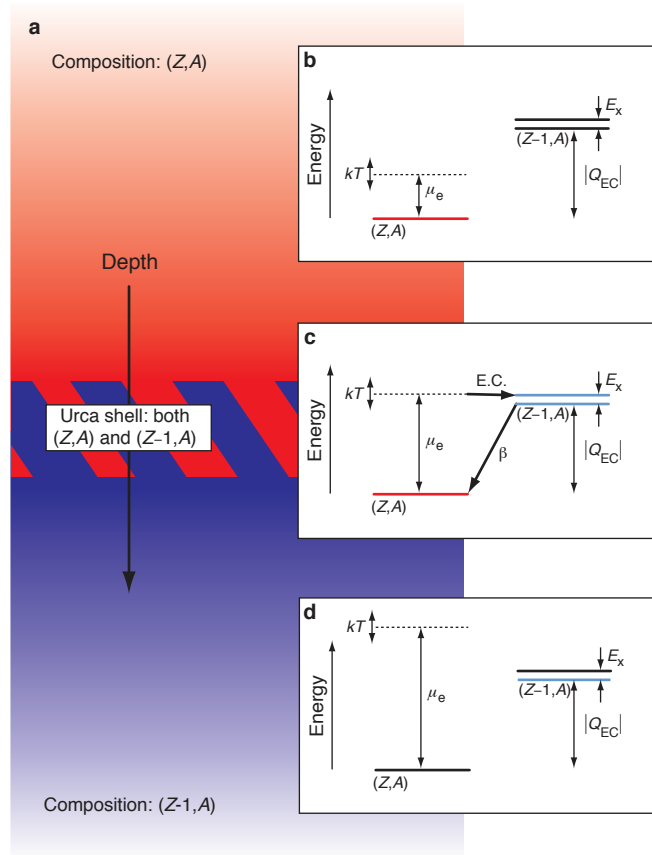 a
Composition: (Z,A)
Depth
Urca shell: both
(Z,A) and (Z–1,A)
Composition: (Z-1,A)
b
Energy
kT
μe
(Z,A)
Ex
(Z–1,A)
|QEC|
c
Energy
kT
μe
(Z,A)
E.C.
β
Ex
(Z–1,A)
|QEC|
d
Energy
kT
μe
(Z,A)
Ex
(Z–1,A)
|QEC|